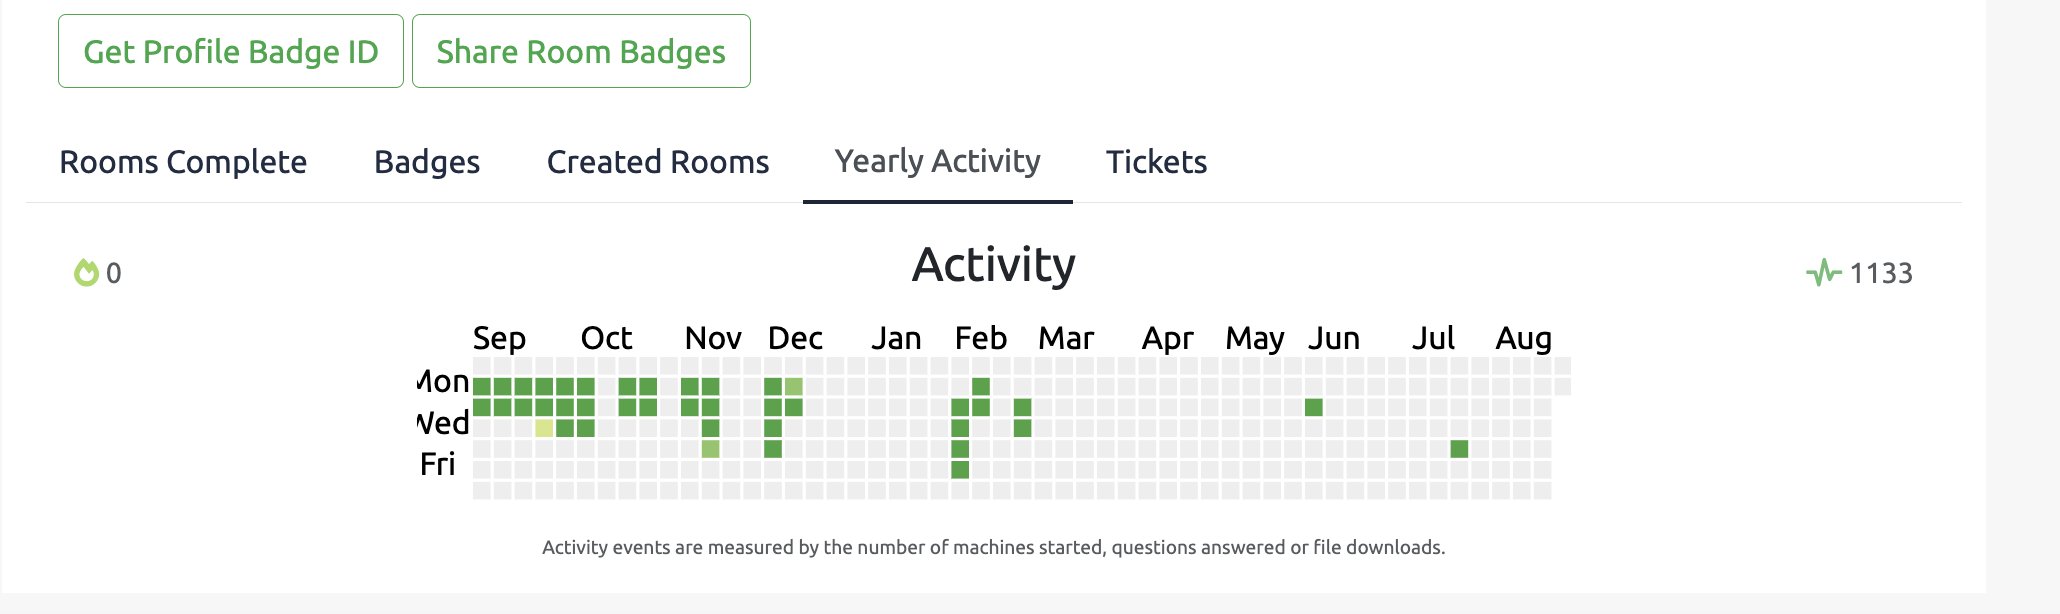 Get Profile Badge ID Share Room Badges
Rooms Complete Badges Created Rooms Yearly Activity Tickets
0 Activity 1133
Sep Oct Nov Dec Jan Feb Mar Apr May Jun Jul Aug
Mon
Wed
Fri
Activity events are measured by the number of machines started, questions answered or file downloads.